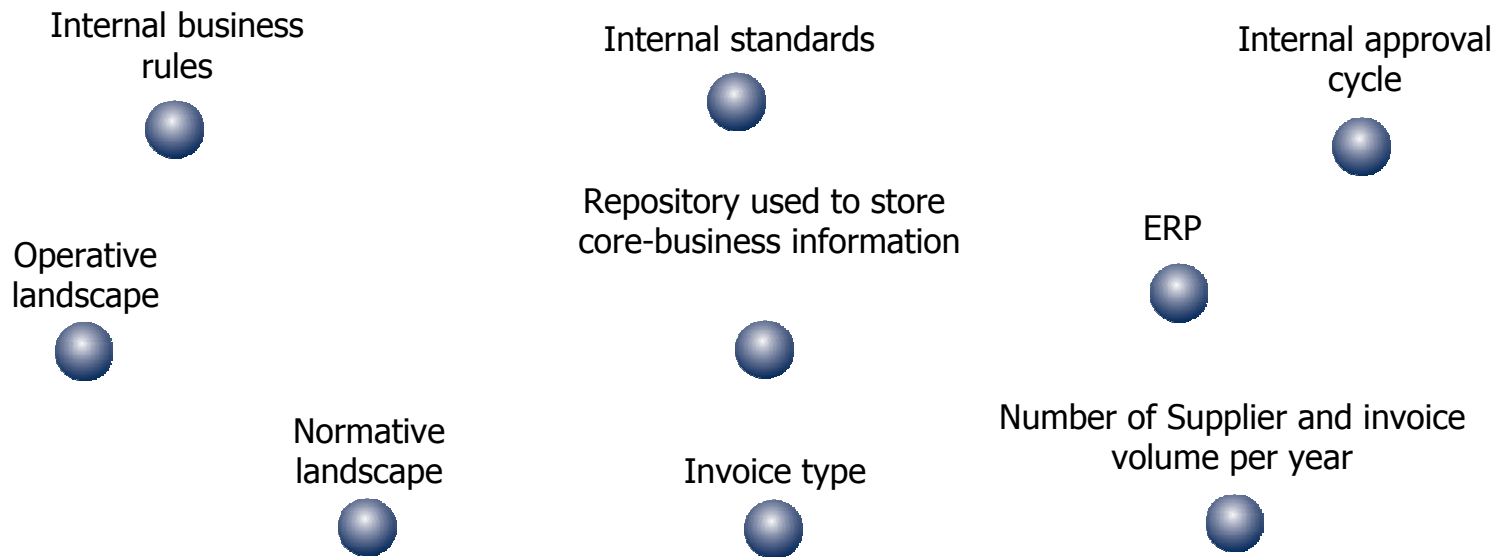 Internal business
rules
Internal standards
Internal approval
cycle
Repository used to store
core-business information
ERP
Operative
landscape
Normative
landscape
Invoice type
Number of Supplier and invoice
volume per year